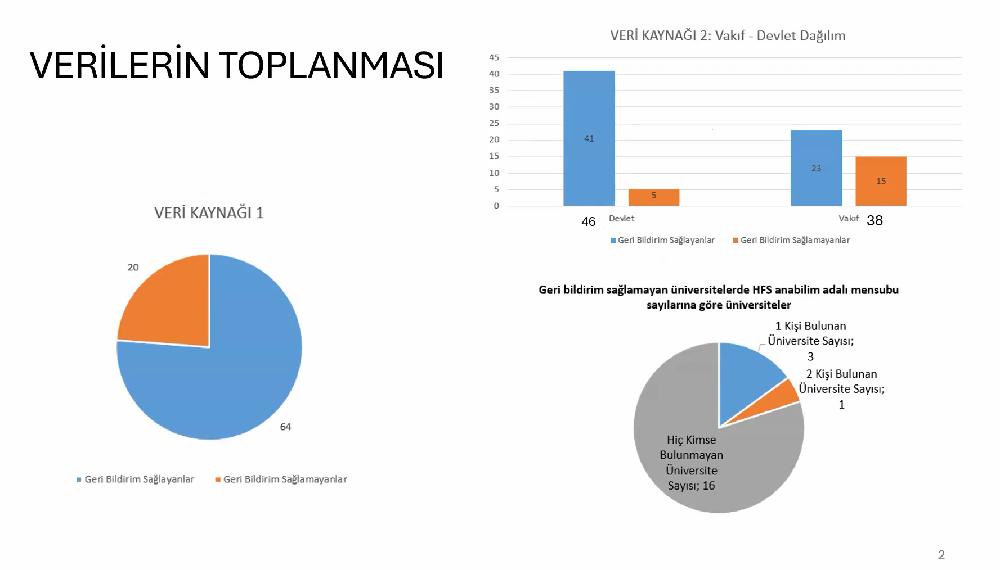 VERİLERİN TOPLANMASI
VERİ KAYNAĞI 1
20
64
Geri Bildirim Sağlayanlar
Geri Bildirim Sağlamayanlar
VERİ KAYNAĞI 2: Vakıf - Devlet Dağılım
45
40
35
30
25
20
15
10
5
0
41
5
23
15
46 Devlet
Vakıf 38
Geri Bildirim Sağlayanlar
Geri Bildirim Sağlamayanlar
Geri bildirim sağlamayan üniversitelerde HFS anabilim adalı mensubu
sayılarına göre üniversiteler
1 Kişi Bulunan
Üniversite Sayısı;
3
2 Kişi Bulunan
Üniversite Sayısı;
1
Hiç Kimse
Bulunmayan
Üniversite
Sayısı; 16
2